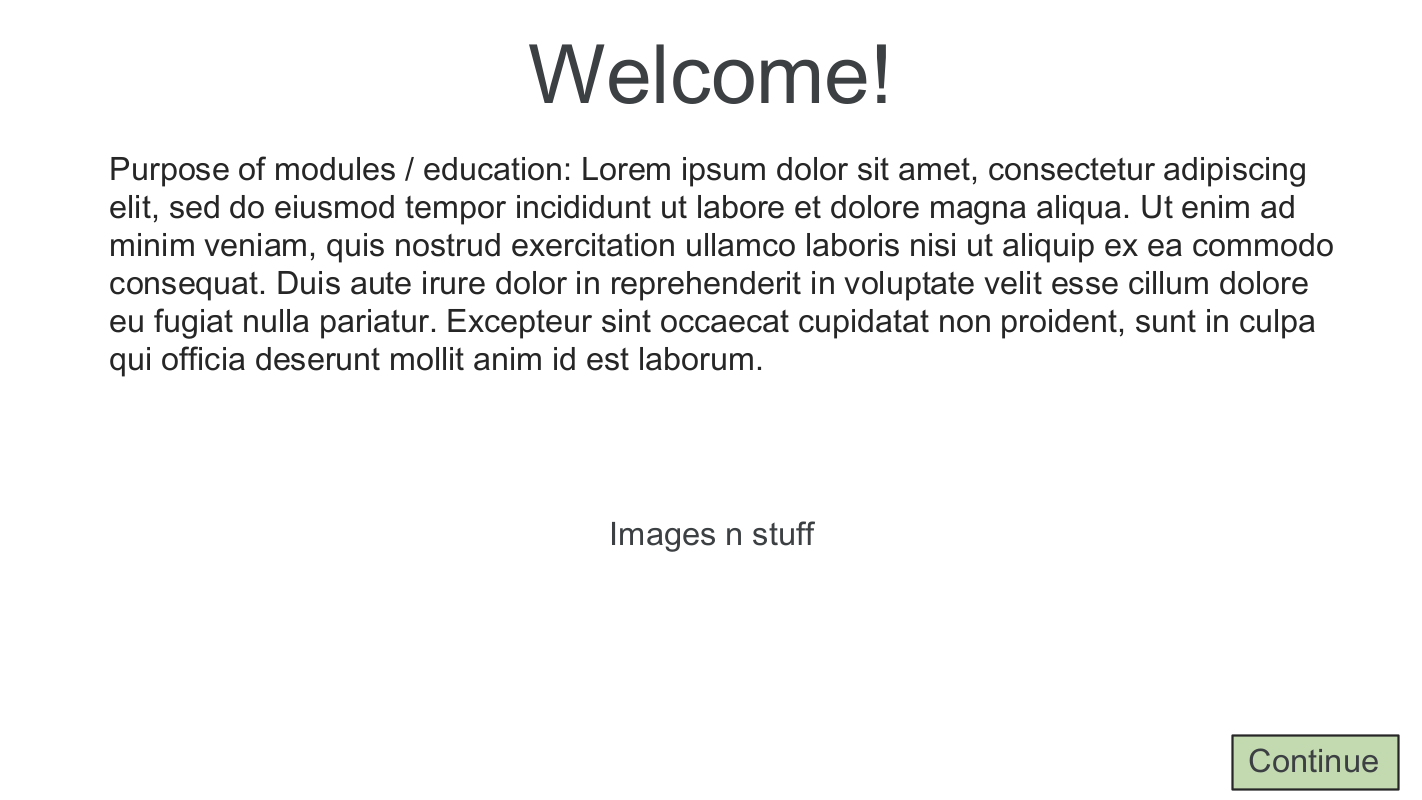 Welcome!
Purpose of modules / education: Lorem ipsum dolor sit amet, consectetur adipiscing
elit, sed do eiusmod tempor incididunt ut labore et dolore magna aliqua. Ut enim ad
minim veniam, quis nostrud exercitation ullamco laboris nisi ut aliquip ex ea commodo
consequat. Duis aute irure dolor in reprehenderit in voluptate velit esse cillum dolore
eu fugiat nulla pariatur. Excepteur sint occaecat cupidatat non proident, sunt in culpa
qui officia deserunt mollit anim id est laborum.
Images n stuff
Continue